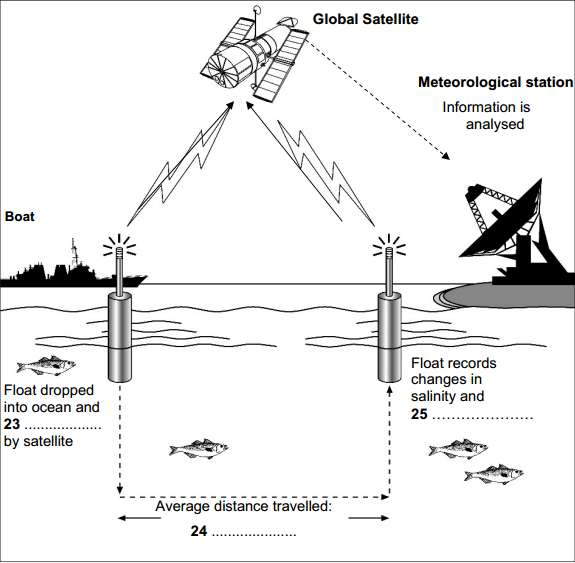 Global Satellite
Meteorological station
Information is
analysed
Boat
Float dropped
into ocean and
23 ...................
by satellite
Float records
changes in
salinity and
25 ......................
Average distance travelled:
24 .....................